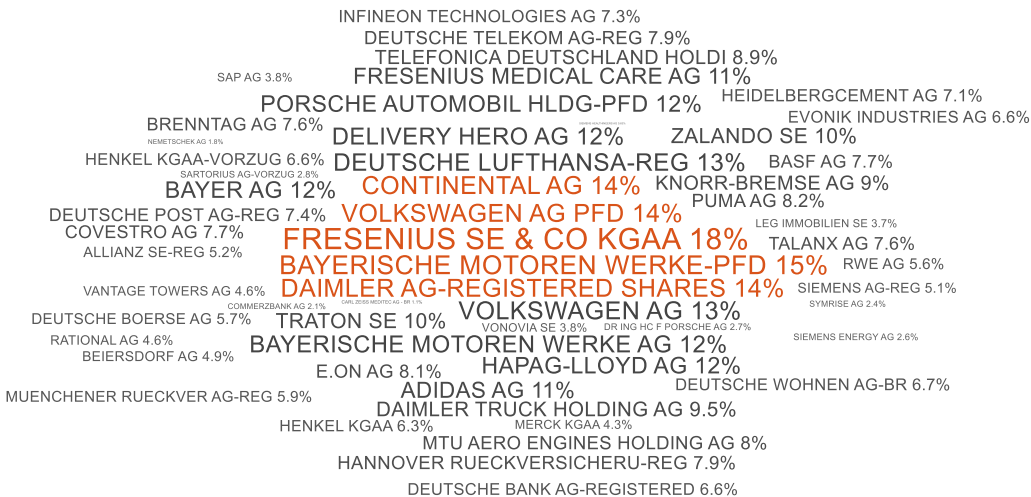 INFINEON TECHNOLOGIES AG 7.3%
DEUTSCHE TELEKOM AG-REG 7.9%
TELEFONICA DEUTSCHLAND HOLDI 8.9%
SAP AG 3.8%
FRESENIUS MEDICAL CARE AG 11%
HEIDELBERGCEMENT AG 7.1%
PORSCHE AUTOMOBIL HLDG-PFD 12%
EVONIK INDUSTRIES AG 6.6%
BRENNTAG AG 7.6%
DELIVERY HERO AG 12%
ZALANDO SE 10%
NEMETSCHEK AG 1.8%
HENKEL KGAA-VORZUG 6.6%
DEUTSCHE LUFTHANSA-REG 13%
BASF AG 7.7%
SARTORIUS AG-VORZUG 2.8%
BAYER AG 12%
CONTINENTAL AG 14%
KNORR-BREMSE AG 9%
PUMA AG 8.2%
DEUTSCHE POST AG-REG 7.4%
VOLKSWAGEN AG PFD 14%
LEG IMMOBILIEN SE 3.7%
COVESTRO AG 7.7%
FRESENIUS SE & CO KGAA 18%
TALANX AG 7.6%
ALLIANZ SE-REG 5.2%
BAYERISCHE MOTOREN WERKE-PFD 15%
RWE AG 5.6%
VANTAGE TOWERS AG 4.6%
DAIMLER AG-REGISTERED SHARES 14%
SIEMENS AG-REG 5.1%
COMMERZBANK AG 2.1%
CARL ZEISS MEDITEC AG - BR 1.1%
SYMRISE AG 2.4%
VOLKSWAGEN AG 13%
DEUTSCHE BOERSE AG 5.7%
TRATON SE 10%
VONOVIA SE 3.8%
DR ING HC F PORSCHE AG 2.7%
RATIONAL AG 4.6%
SIEMENS ENERGY AG 2.6%
BAYERISCHE MOTOREN WERKE AG 12%
BEIERSDORF AG 4.9%
HAPAG-LLOYD AG 12%
E.ON AG 8.1%
DEUTSCHE WOHNEN AG-BR 6.7%
ADIDAS AG 11%
MUENCHENER RUECKVER AG-REG 5.9%
DAIMLER TRUCK HOLDING AG 9.5%
HENKEL KGAA 6.3%
MERCK KGAA 4.3%
MTU AERO ENGINES HOLDING AG 8%
HANNOVER RUECKVERSICHERU-REG 7.9%
DEUTSCHE BANK AG-REGISTERED 6.6%